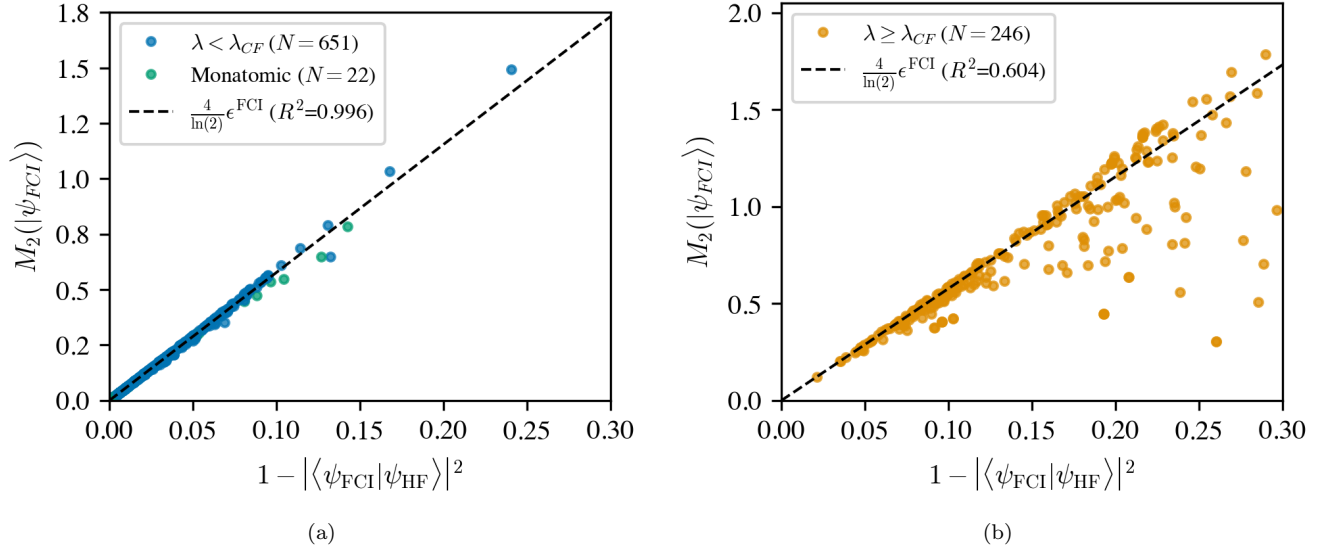 1.8
1.5
1.2
1.0
0.8
0.5
0.2
0.0
M₂(|ψ_FCI⟩)
λ < λ_CF (N = 651)
Monatomic (N = 22)
4/ln(2) ϵ^FCI (R²=0.996)
0.00 0.05 0.10 0.15 0.20 0.25 0.30
1 − |⟨ψ_FCI|ψ_HF⟩|²
(a)
2.0
1.5
1.0
0.5
0.0
M₂(|ψ_FCI⟩)
λ ≥ λ_CF (N = 246)
4/ln(2) ϵ^FCI (R²=0.604)
0.00 0.05 0.10 0.15 0.20 0.25 0.30
1 − |⟨ψ_FCI|ψ_HF⟩|²
(b)